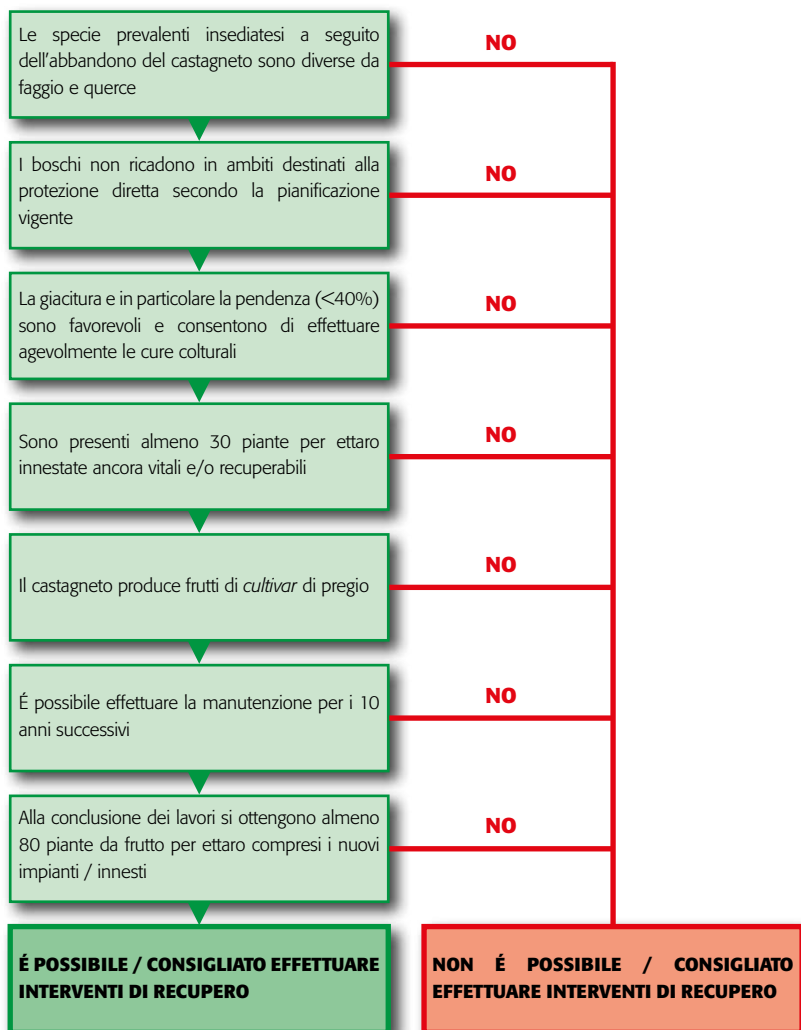 Le specie prevalenti insediatesi a seguito
dell'abbandono del castagneto sono diverse da
faggio e querce
NO
I boschi non ricadono in ambiti destinati alla
protezione diretta secondo la pianificazione
vigente
NO
La giacitura e in particolare la pendenza (<40%)
sono favorevoli e consentono di effettuare
agevolmente le cure colturali
NO
Sono presenti almeno 30 piante per ettaro
innestate ancora vitali e/o recuperabili
NO
Il castagneto produce frutti di cultivar di pregio
NO
É possibile effettuare la manutenzione per i 10
anni successivi
NO
Alla conclusione dei lavori si ottengono almeno
80 piante da frutto per ettaro compresi i nuovi
impianti / innesti
NO
É POSSIBILE / CONSIGLIATO EFFETTUARE
INTERVENTI DI RECUPERO
NON É POSSIBILE / CONSIGLIATO
EFFETTUARE INTERVENTI DI RECUPERO